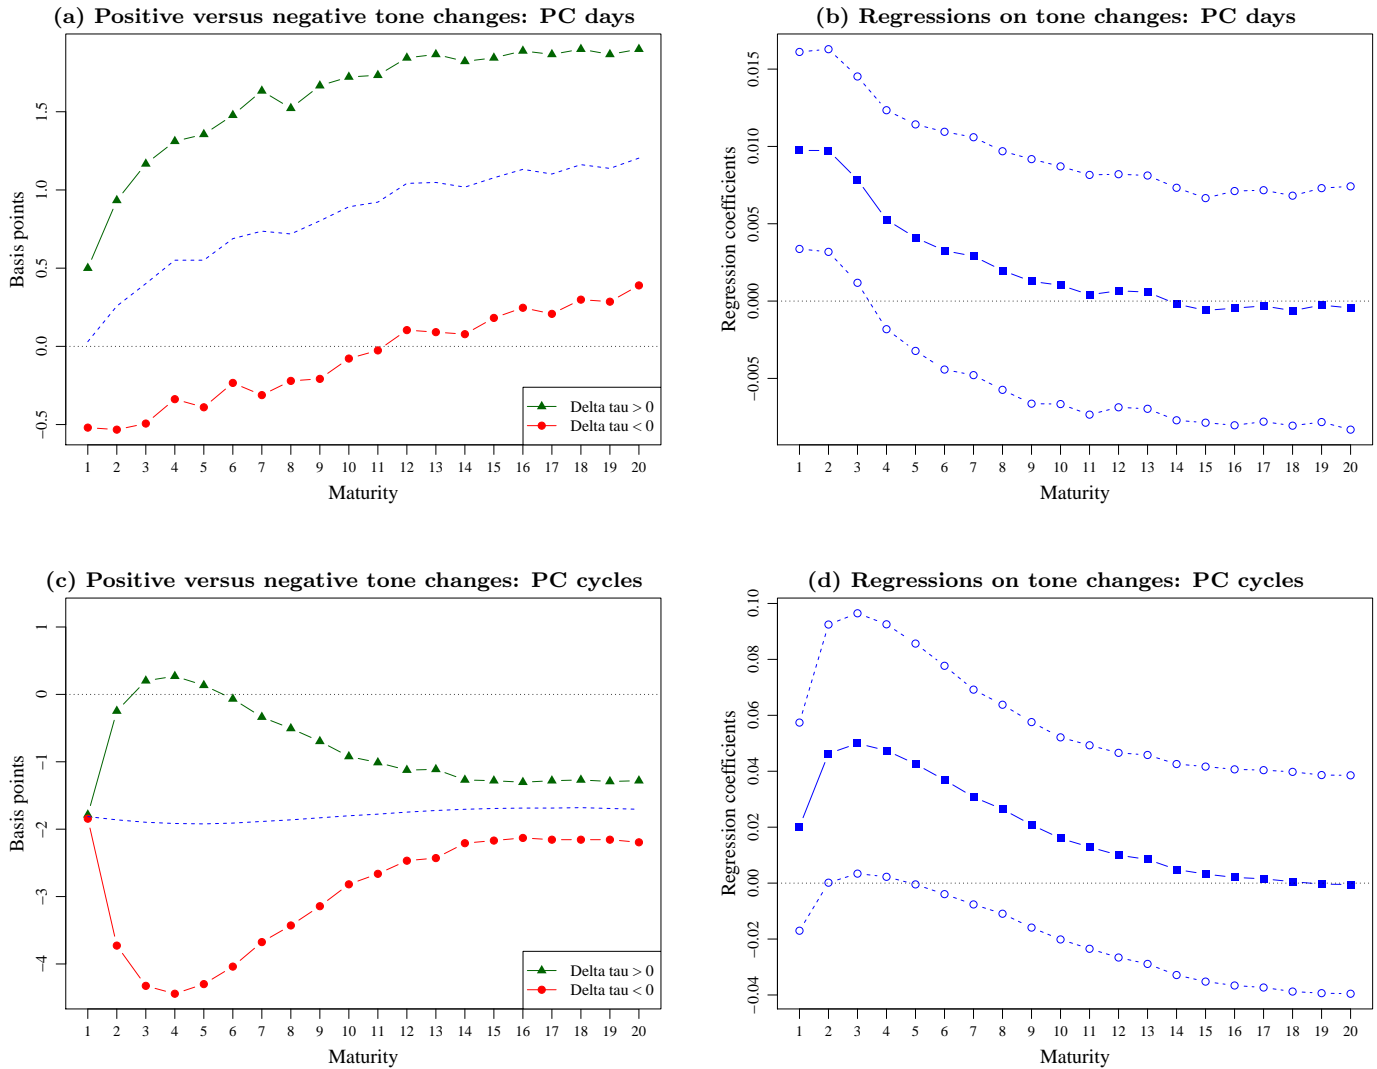 (a) Positive versus negative tone changes: PC days
Basis points
1.5
1.0
0.5
0.0
−0.5
Delta tau > 0
Delta tau < 0
1 2 3 4 5 6 7 8 9 10 11 12 13 14 15 16 17 18 19 20
Maturity
(b) Regressions on tone changes: PC days
Regression coefficients
0.015
0.010
0.005
0.000
−0.005
1 2 3 4 5 6 7 8 9 10 11 12 13 14 15 16 17 18 19 20
Maturity
(c) Positive versus negative tone changes: PC cycles
Basis points
1
0
−1
−2
−3
−4
Delta tau > 0
Delta tau < 0
1 2 3 4 5 6 7 8 9 10 11 12 13 14 15 16 17 18 19 20
Maturity
(d) Regressions on tone changes: PC cycles
Regression coefficients
0.10
0.08
0.06
0.04
0.02
0.00
−0.02
−0.04
1 2 3 4 5 6 7 8 9 10 11 12 13 14 15 16 17 18 19 20
Maturity